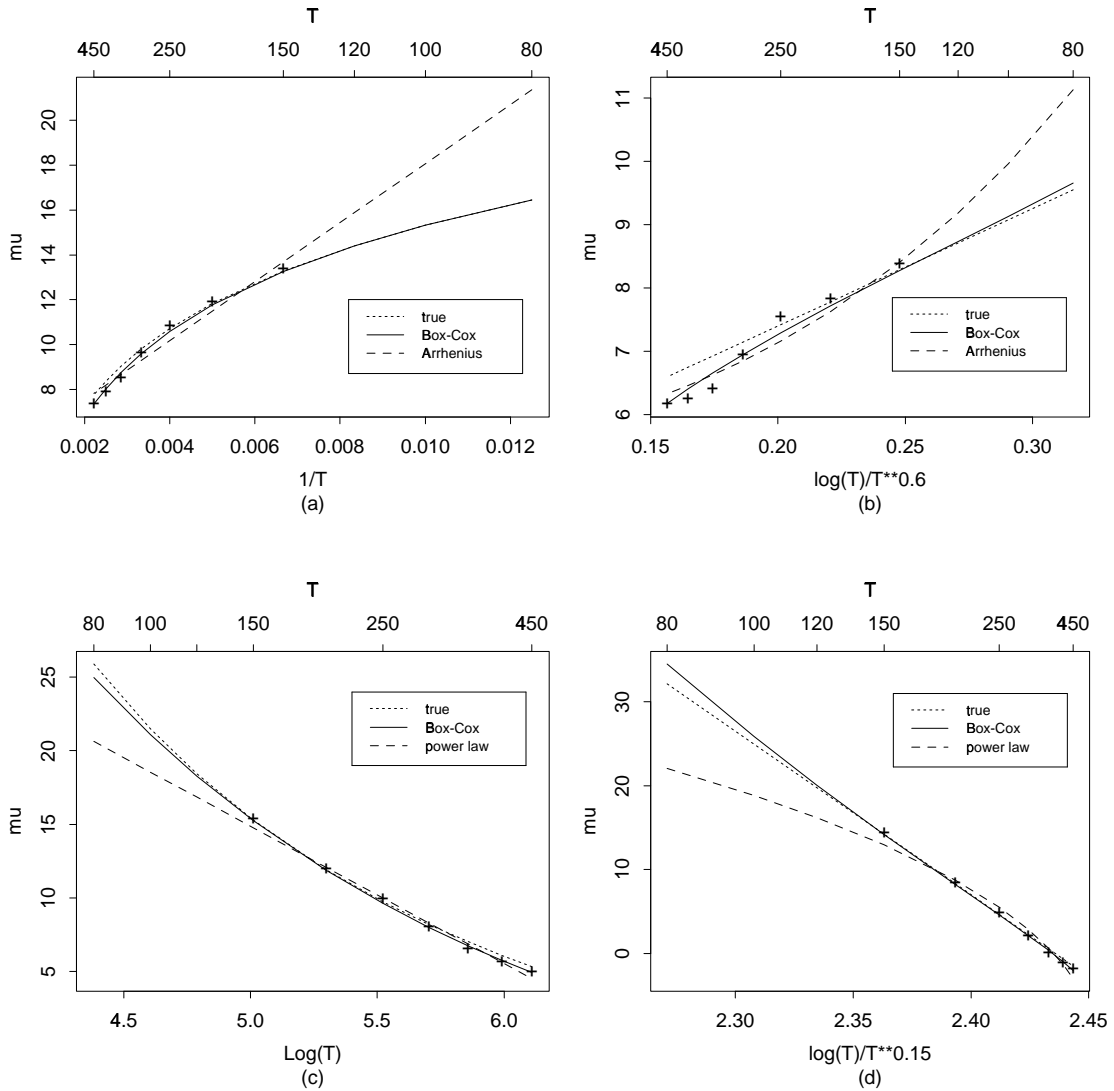 T
450 250 150 120 100 80
mu
20
18
16
14
12
10
8
true
Box-Cox
Arrhenius
0.002 0.004 0.006 0.008 0.010 0.012
1/T
(a)
T
450 250 150 120 80
mu
11
10
9
8
7
6
true
Box-Cox
Arrhenius
0.15 0.20 0.25 0.30
log(T)/T**0.6
(b)
T
80 100 150 250 450
mu
25
20
15
10
5
true
Box-Cox
power law
4.5 5.0 5.5 6.0
Log(T)
(c)
T
80 100 120 150 250 450
mu
30
20
10
0
true
Box-Cox
power law
2.30 2.35 2.40 2.45
log(T)/T**0.15
(d)